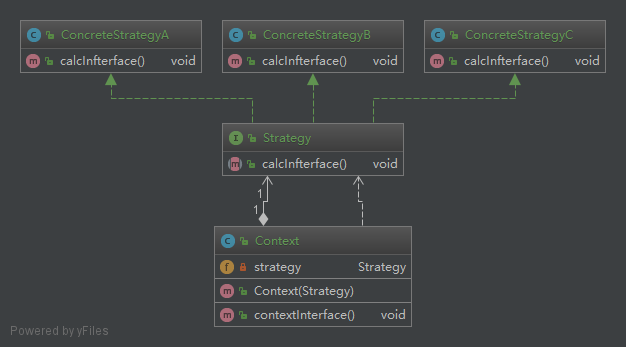 ConcreteStrategyA
calcInfterface() void
ConcreteStrategyB
calcInfterface() void
ConcreteStrategyC
calcInfterface() void
Strategy
calcInfterface() void
1
1
Context
strategy Strategy
Context(Strategy)
contextInterface() void
Powered by yFiles